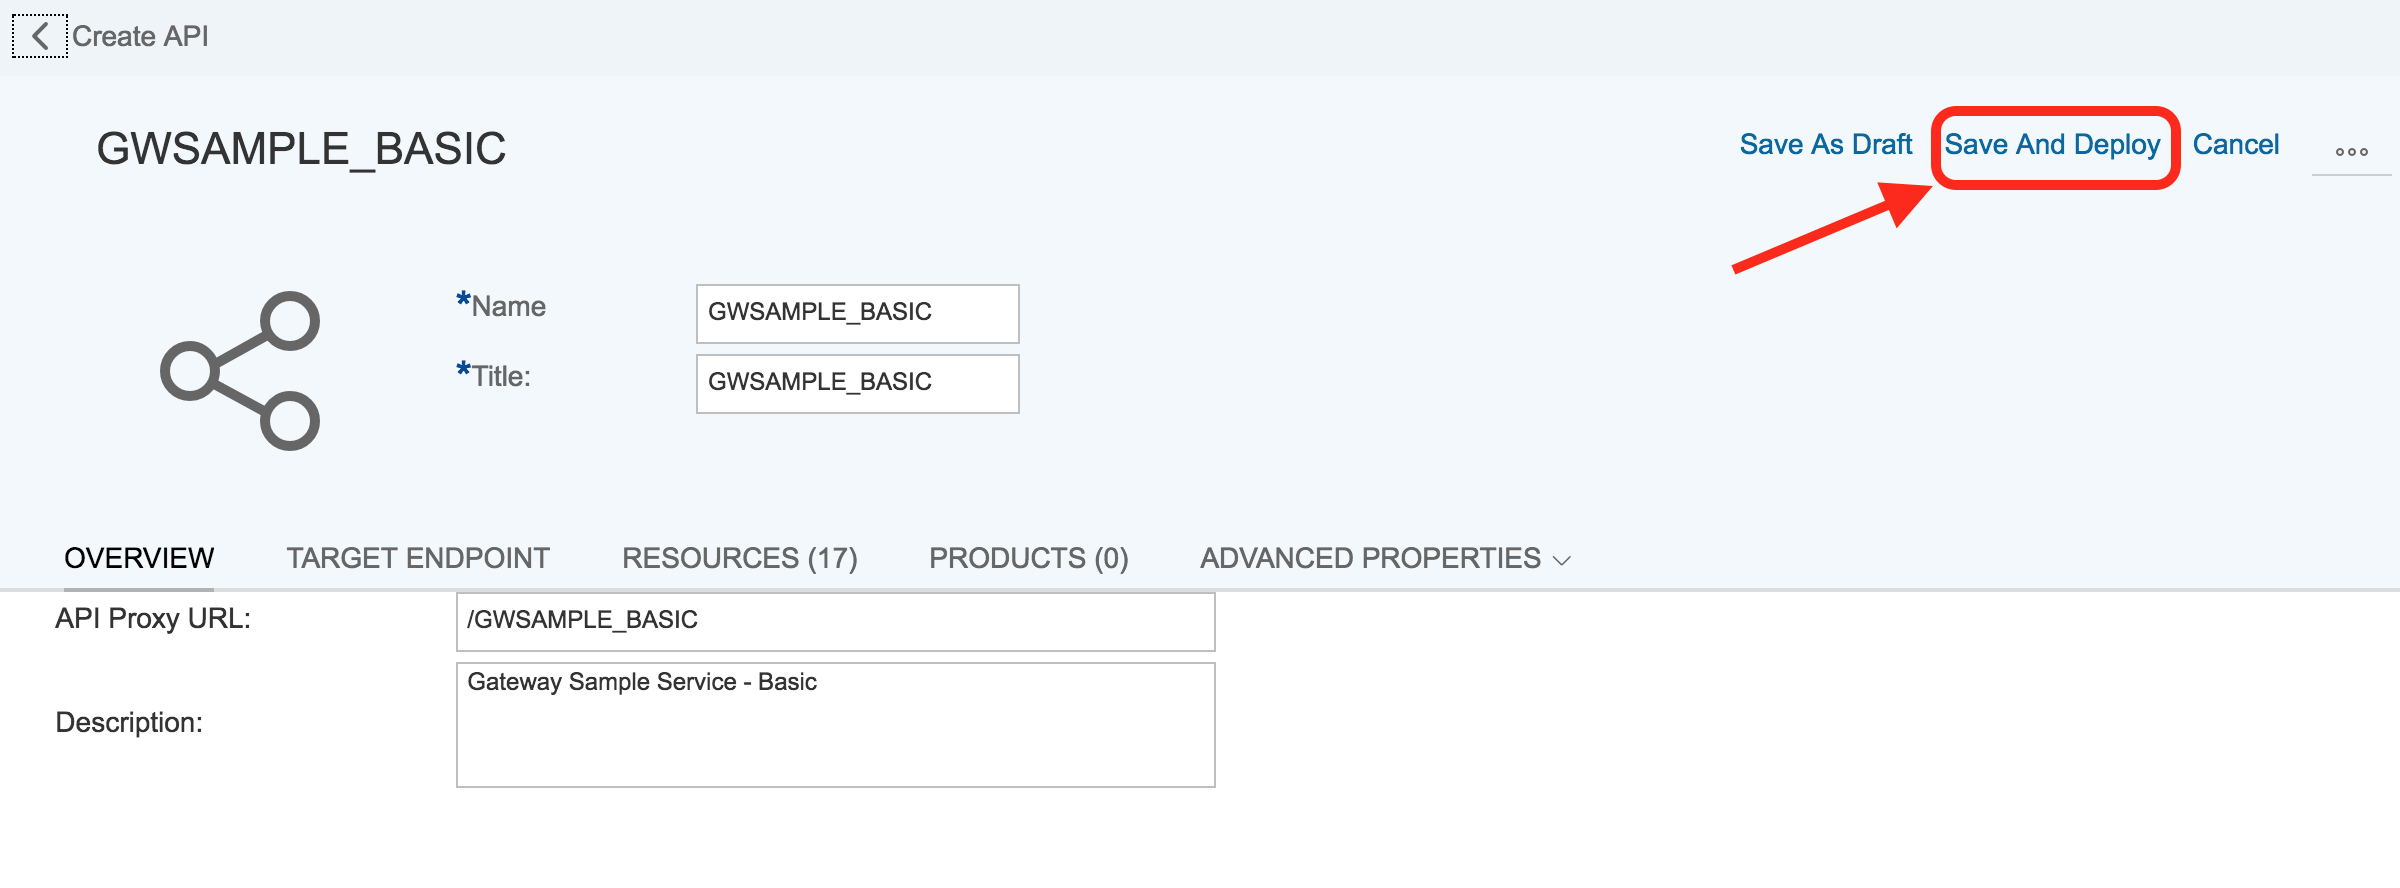 Create API
GWSAMPLE_BASIC
Save As Draft Save And Deploy Cancel
*Name GWSAMPLE_BASIC
*Title: GWSAMPLE_BASIC
OVERVIEW TARGET ENDPOINT RESOURCES (17) PRODUCTS (0) ADVANCED PROPERTIES
API Proxy URL: /GWSAMPLE_BASIC
Description: Gateway Sample Service - Basic